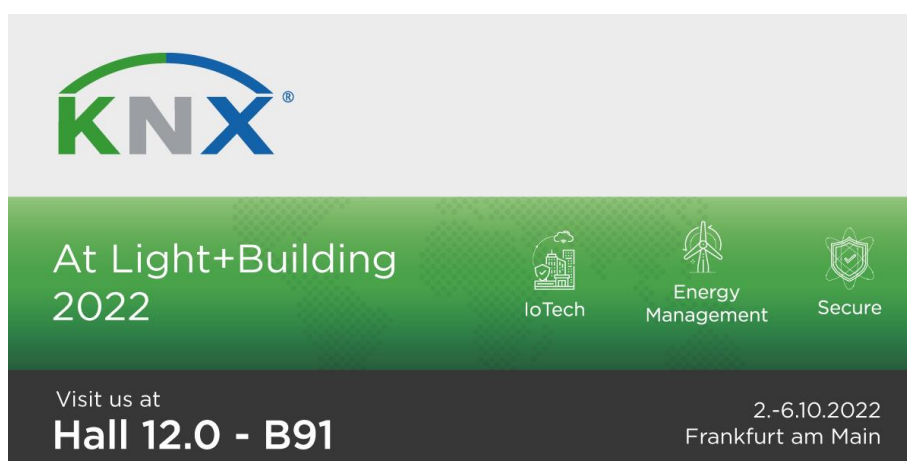 KNX®
At Light+Building
2022
IoTech
Energy
Management
Secure
Visit us at
Hall 12.0 - B91
2.-6.10.2022
Frankfurt am Main